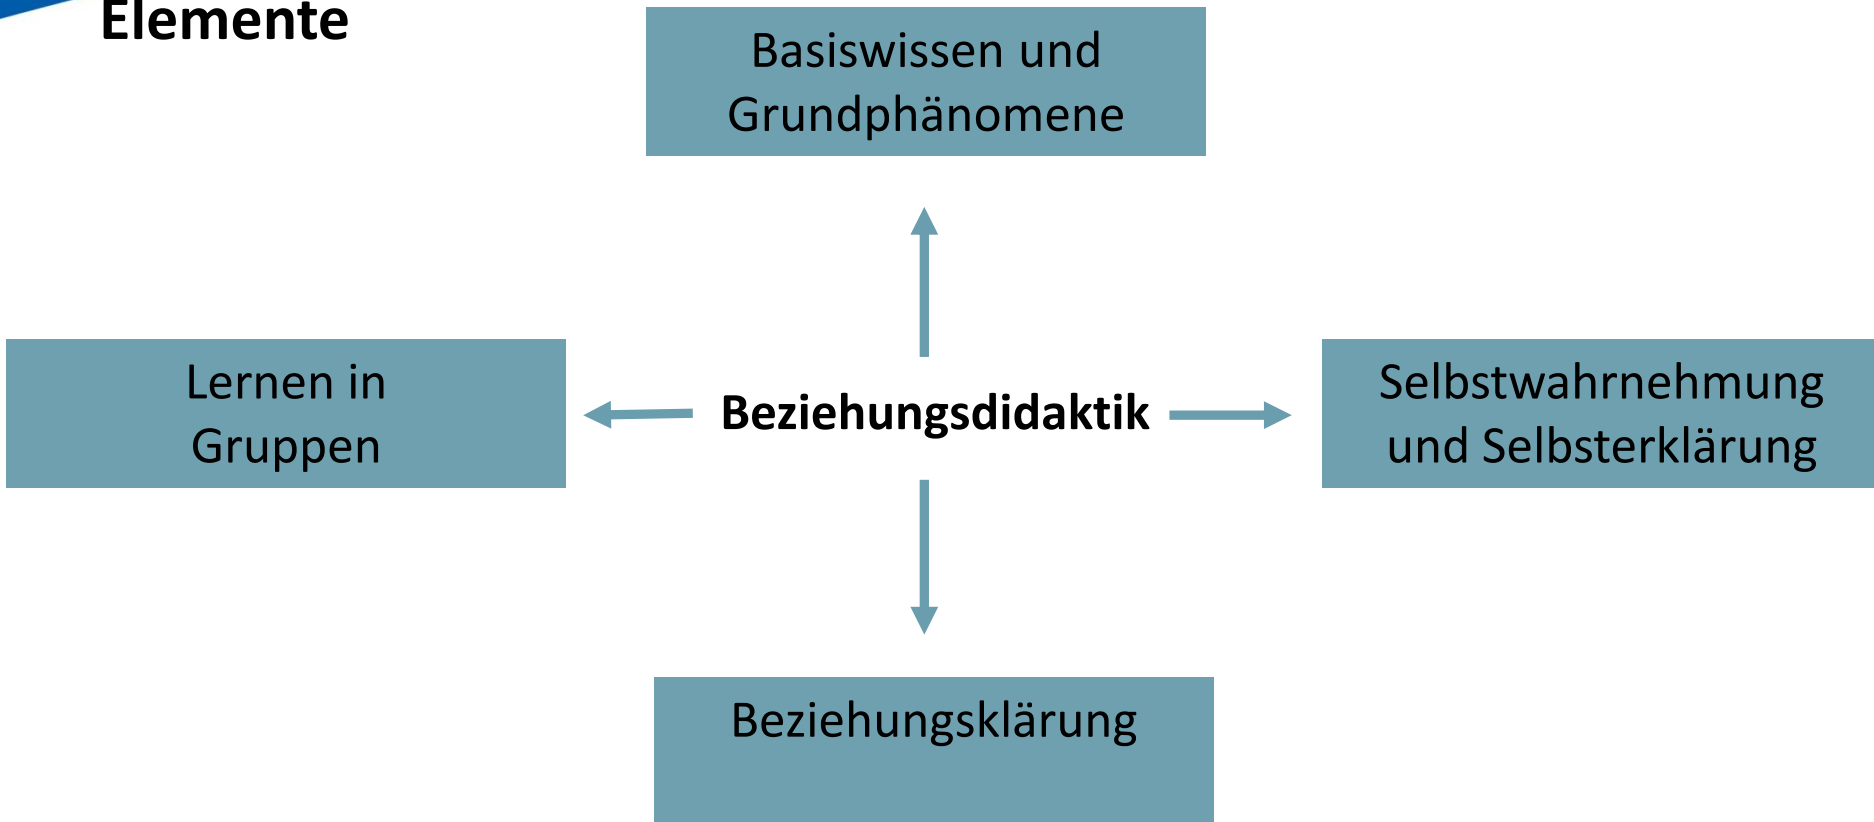 Elemente
Basiswissen und
Grundphänomene
Lernen in
Gruppen
Beziehungsdidaktik
Selbstwahrnehmung
und Selbsterklärung
Beziehungsklärung